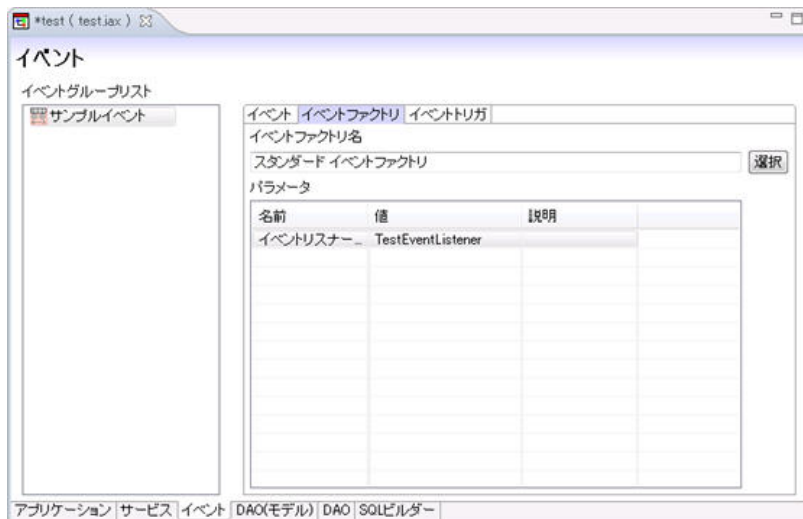 *test ( test.iax )
イベント
イベントグループリスト
サンプルイベント
イベント イベントファクトリ イベントトリガ
イベントファクトリ名
スタンダード イベントファクトリ 選択
パラメータ
名前 値 説明
イベントリスナー... TestEventListener
アプリケーション サービス イベント DAO(モデル) DAO SQLビルダー